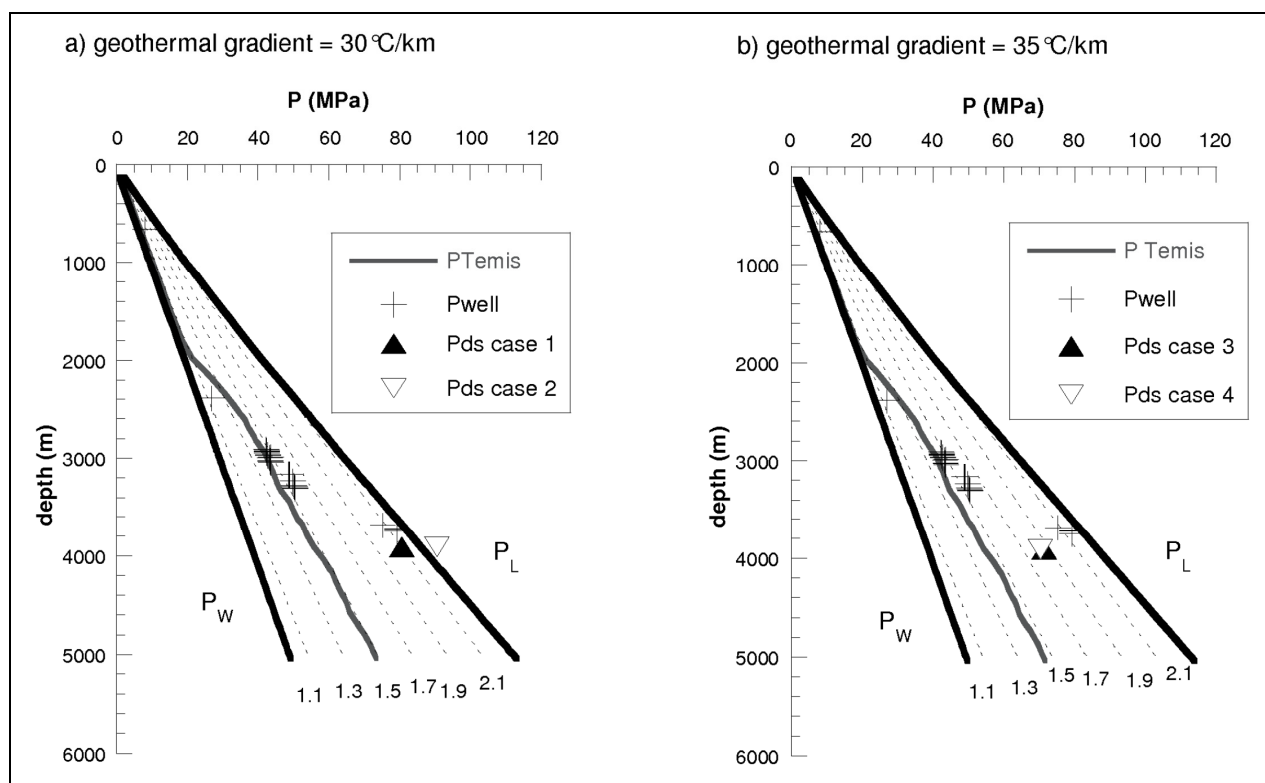 a) geothermal gradient = 30°C/km
P (MPa)
0 20 40 60 80 100 120
0
1000
2000
3000
4000
5000
6000
depth (m)
PTemis
Pwell
Pds case 1
Pds case 2
PL
PW
1.1 1.3 1.5 1.7 1.9 2.1
b) geothermal gradient = 35°C/km
P (MPa)
0 20 40 60 80 100 120
0
1000
2000
3000
4000
5000
6000
depth (m)
P Temis
Pwell
Pds case 3
Pds case 4
PL
PW
1.1 1.3 1.5 1.7 1.9 2.1